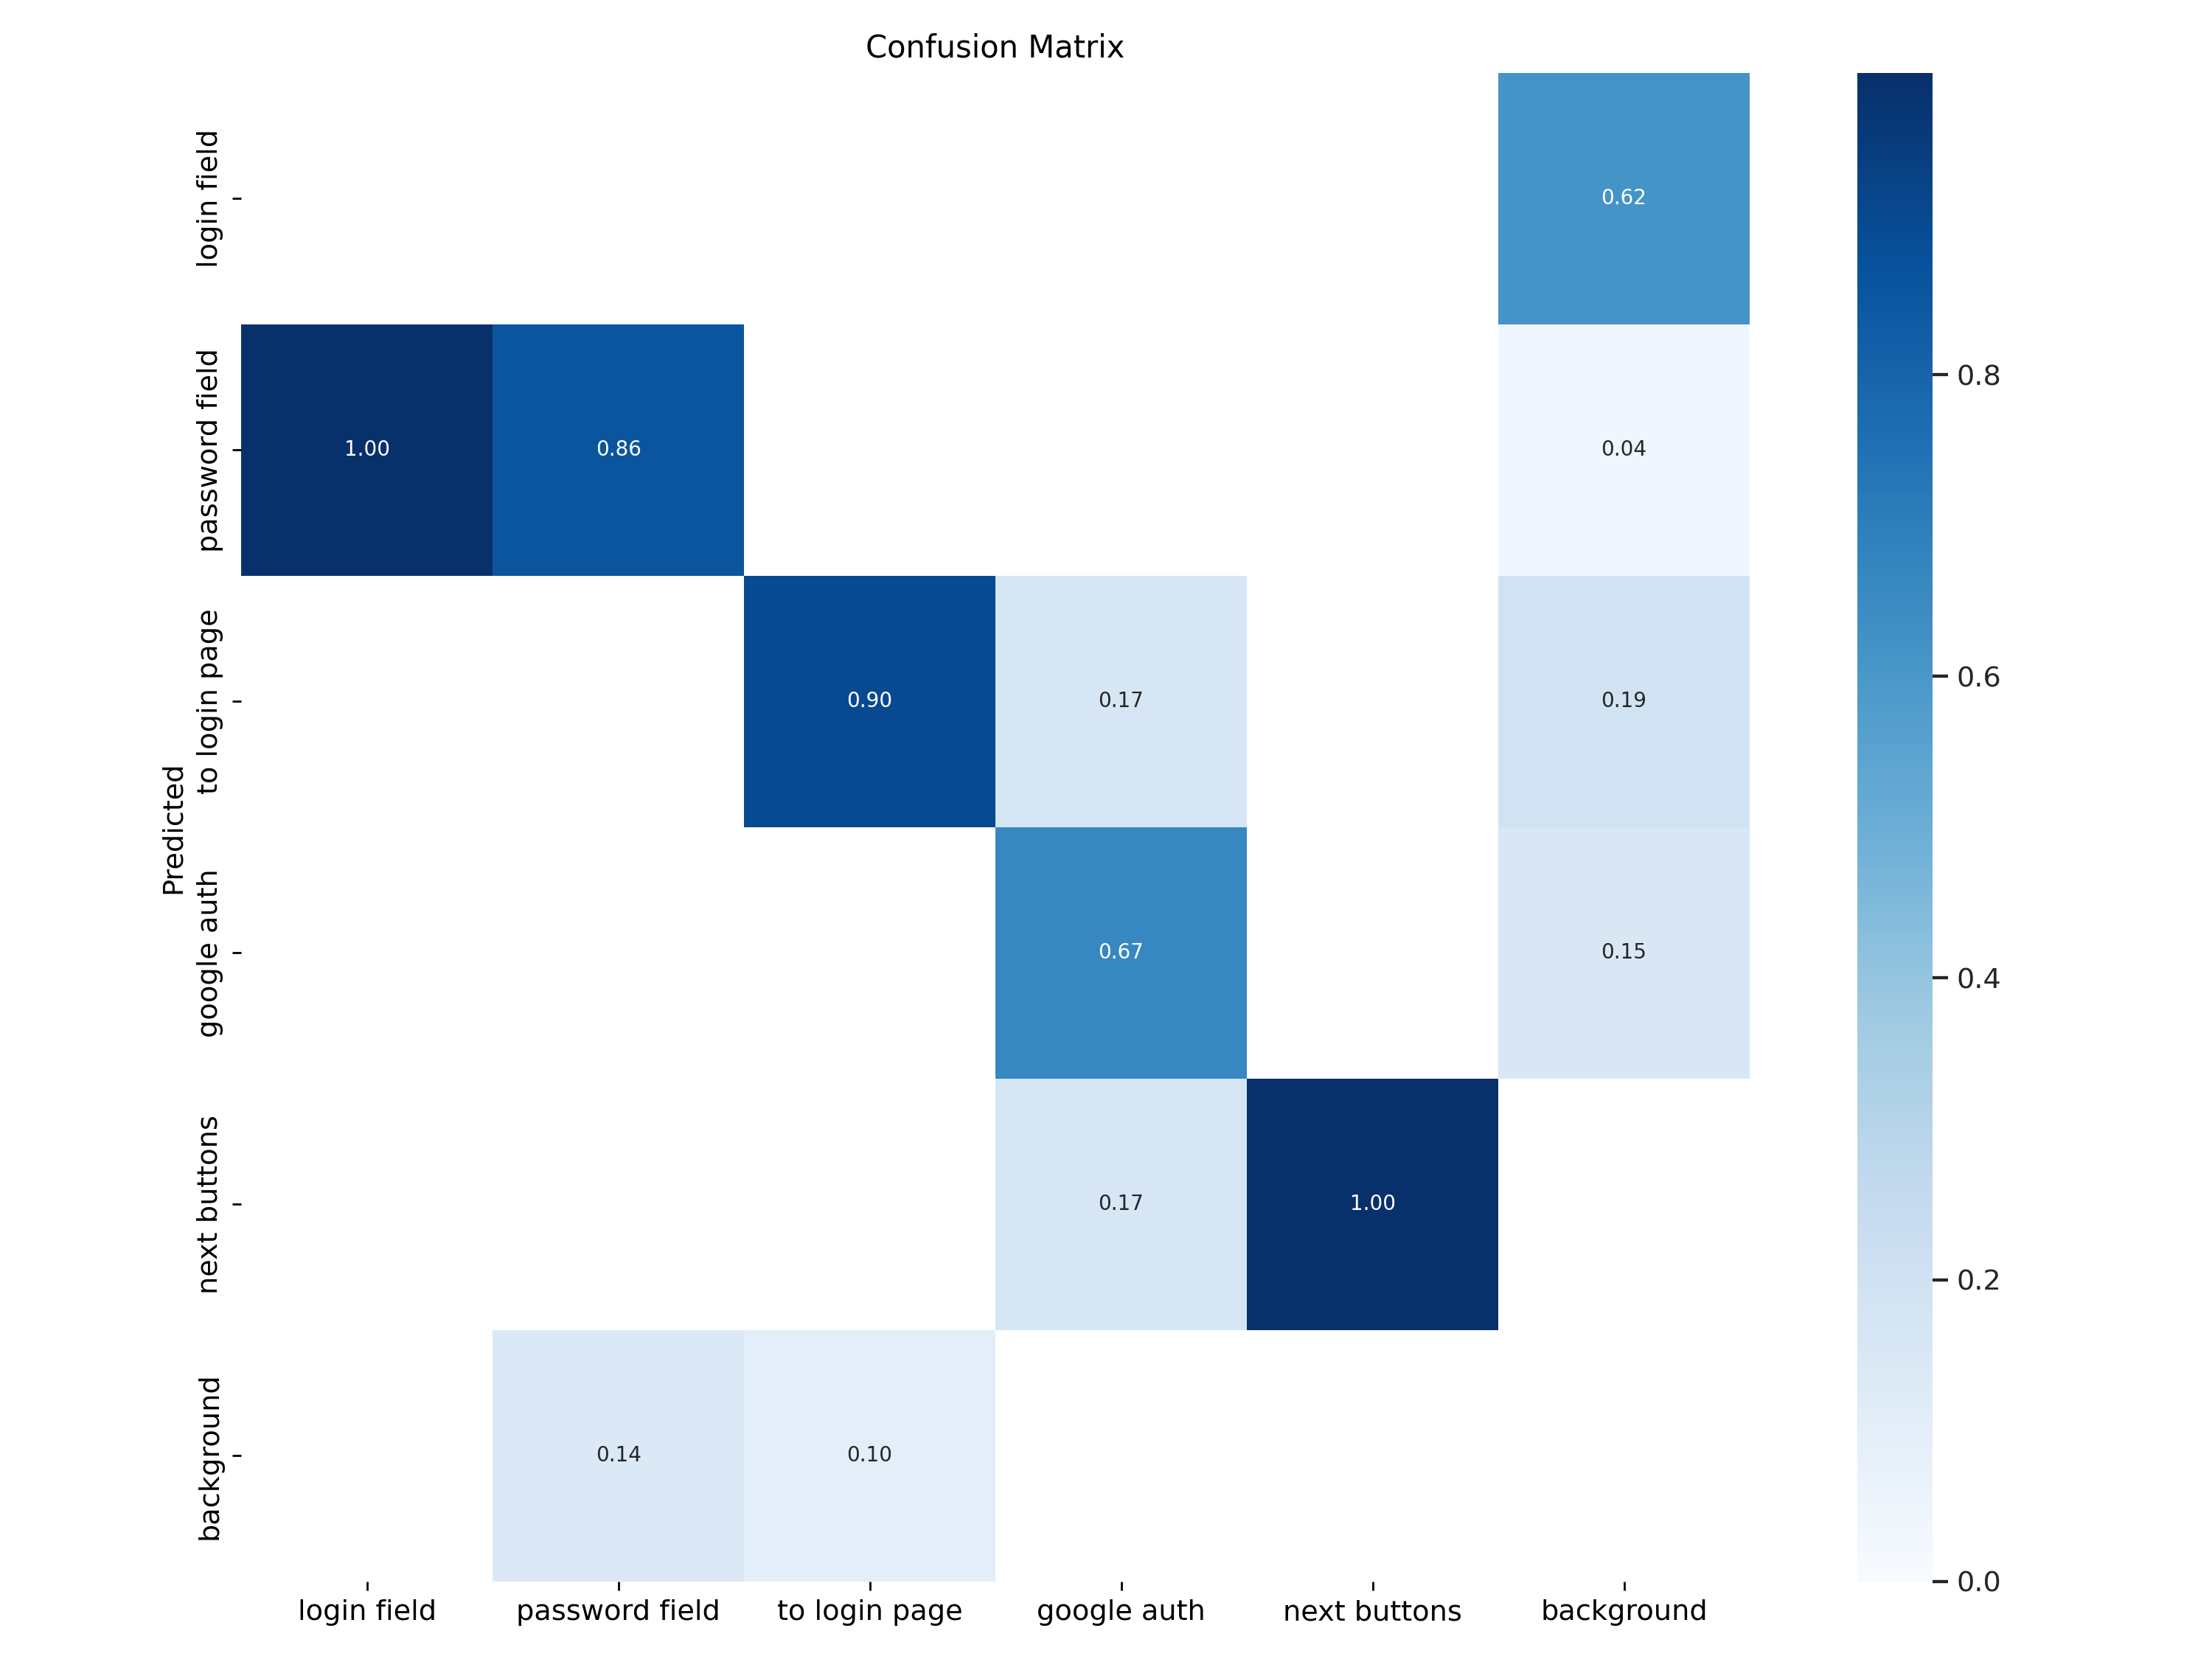 Confusion Matrix
Predicted
login field
password field
to login page
google auth
next buttons
background
0.62
1.00 0.86 0.04
0.90 0.17 0.19
0.67 0.15
0.17 1.00
0.14 0.10
login field password field to login page google auth next buttons background
0.8
0.6
0.4
0.2
0.0